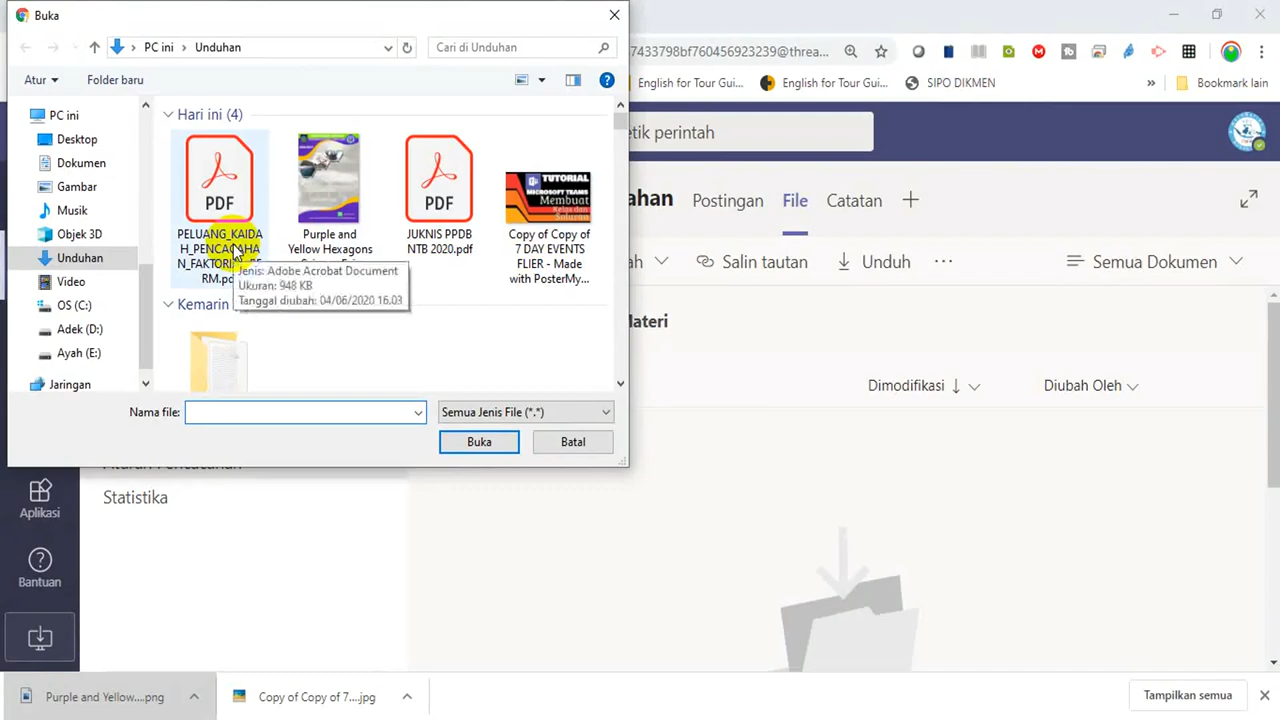 Buka
PC ini
Unduhan
Cari di Unduhan
7433798bf760456923239@threa...
Atur
Folder baru
English for Tour Gui...
English for Tour Gui...
SIPO DIKMEN
»
Bookmark lain
PC ini
Desktop
Dokumen
Gambar
Musik
Objek 3D
Unduhan
Video
OS (C:)
Adek (D:)
Ayah (E:)
Jaringan
Hari ini (4)
PDF
PDF
TUTORIAL
MICROSOFT TEAMS
Membuat
Kelas dan
Saluran
PELUANG_KAIDA
H_PENCACAHAN
Purple and
Yellow Hexagons
JUKNIS PPDB
NTB 2020.pdf
Copy of Copy of
7 DAY EVENTS
FLIER - Made
with PosterMy...
Jenis: Adobe Acrobat Document
Ukuran: 948 KB
Tanggal diubah: 04/06/2020 16.03
Kemarin
Nama file:
Semua Jenis File (*.*)
Buka
Batal
etik perintah
ahan
Postingan
File
Catatan
ah
Salin tautan
Unduh
Semua Dokumen
Materi
Dimodifikasi
Diubah Oleh
Statistika
Aplikasi
Bantuan
Purple and Yellow....png
Copy of Copy of 7....jpg
Tampilkan semua